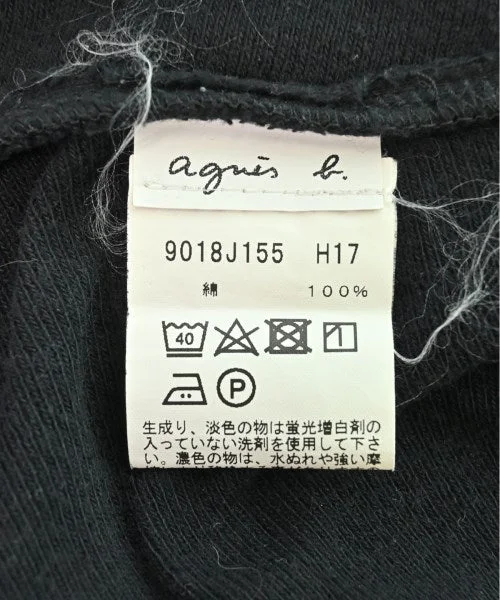 agnès b.
9018J155 H17
綿 100%
40
P
生成り、淡色の物は蛍光増白剤の
入っていない洗剤を使用して下さ
い。濃色の物は、水ぬれや強い摩